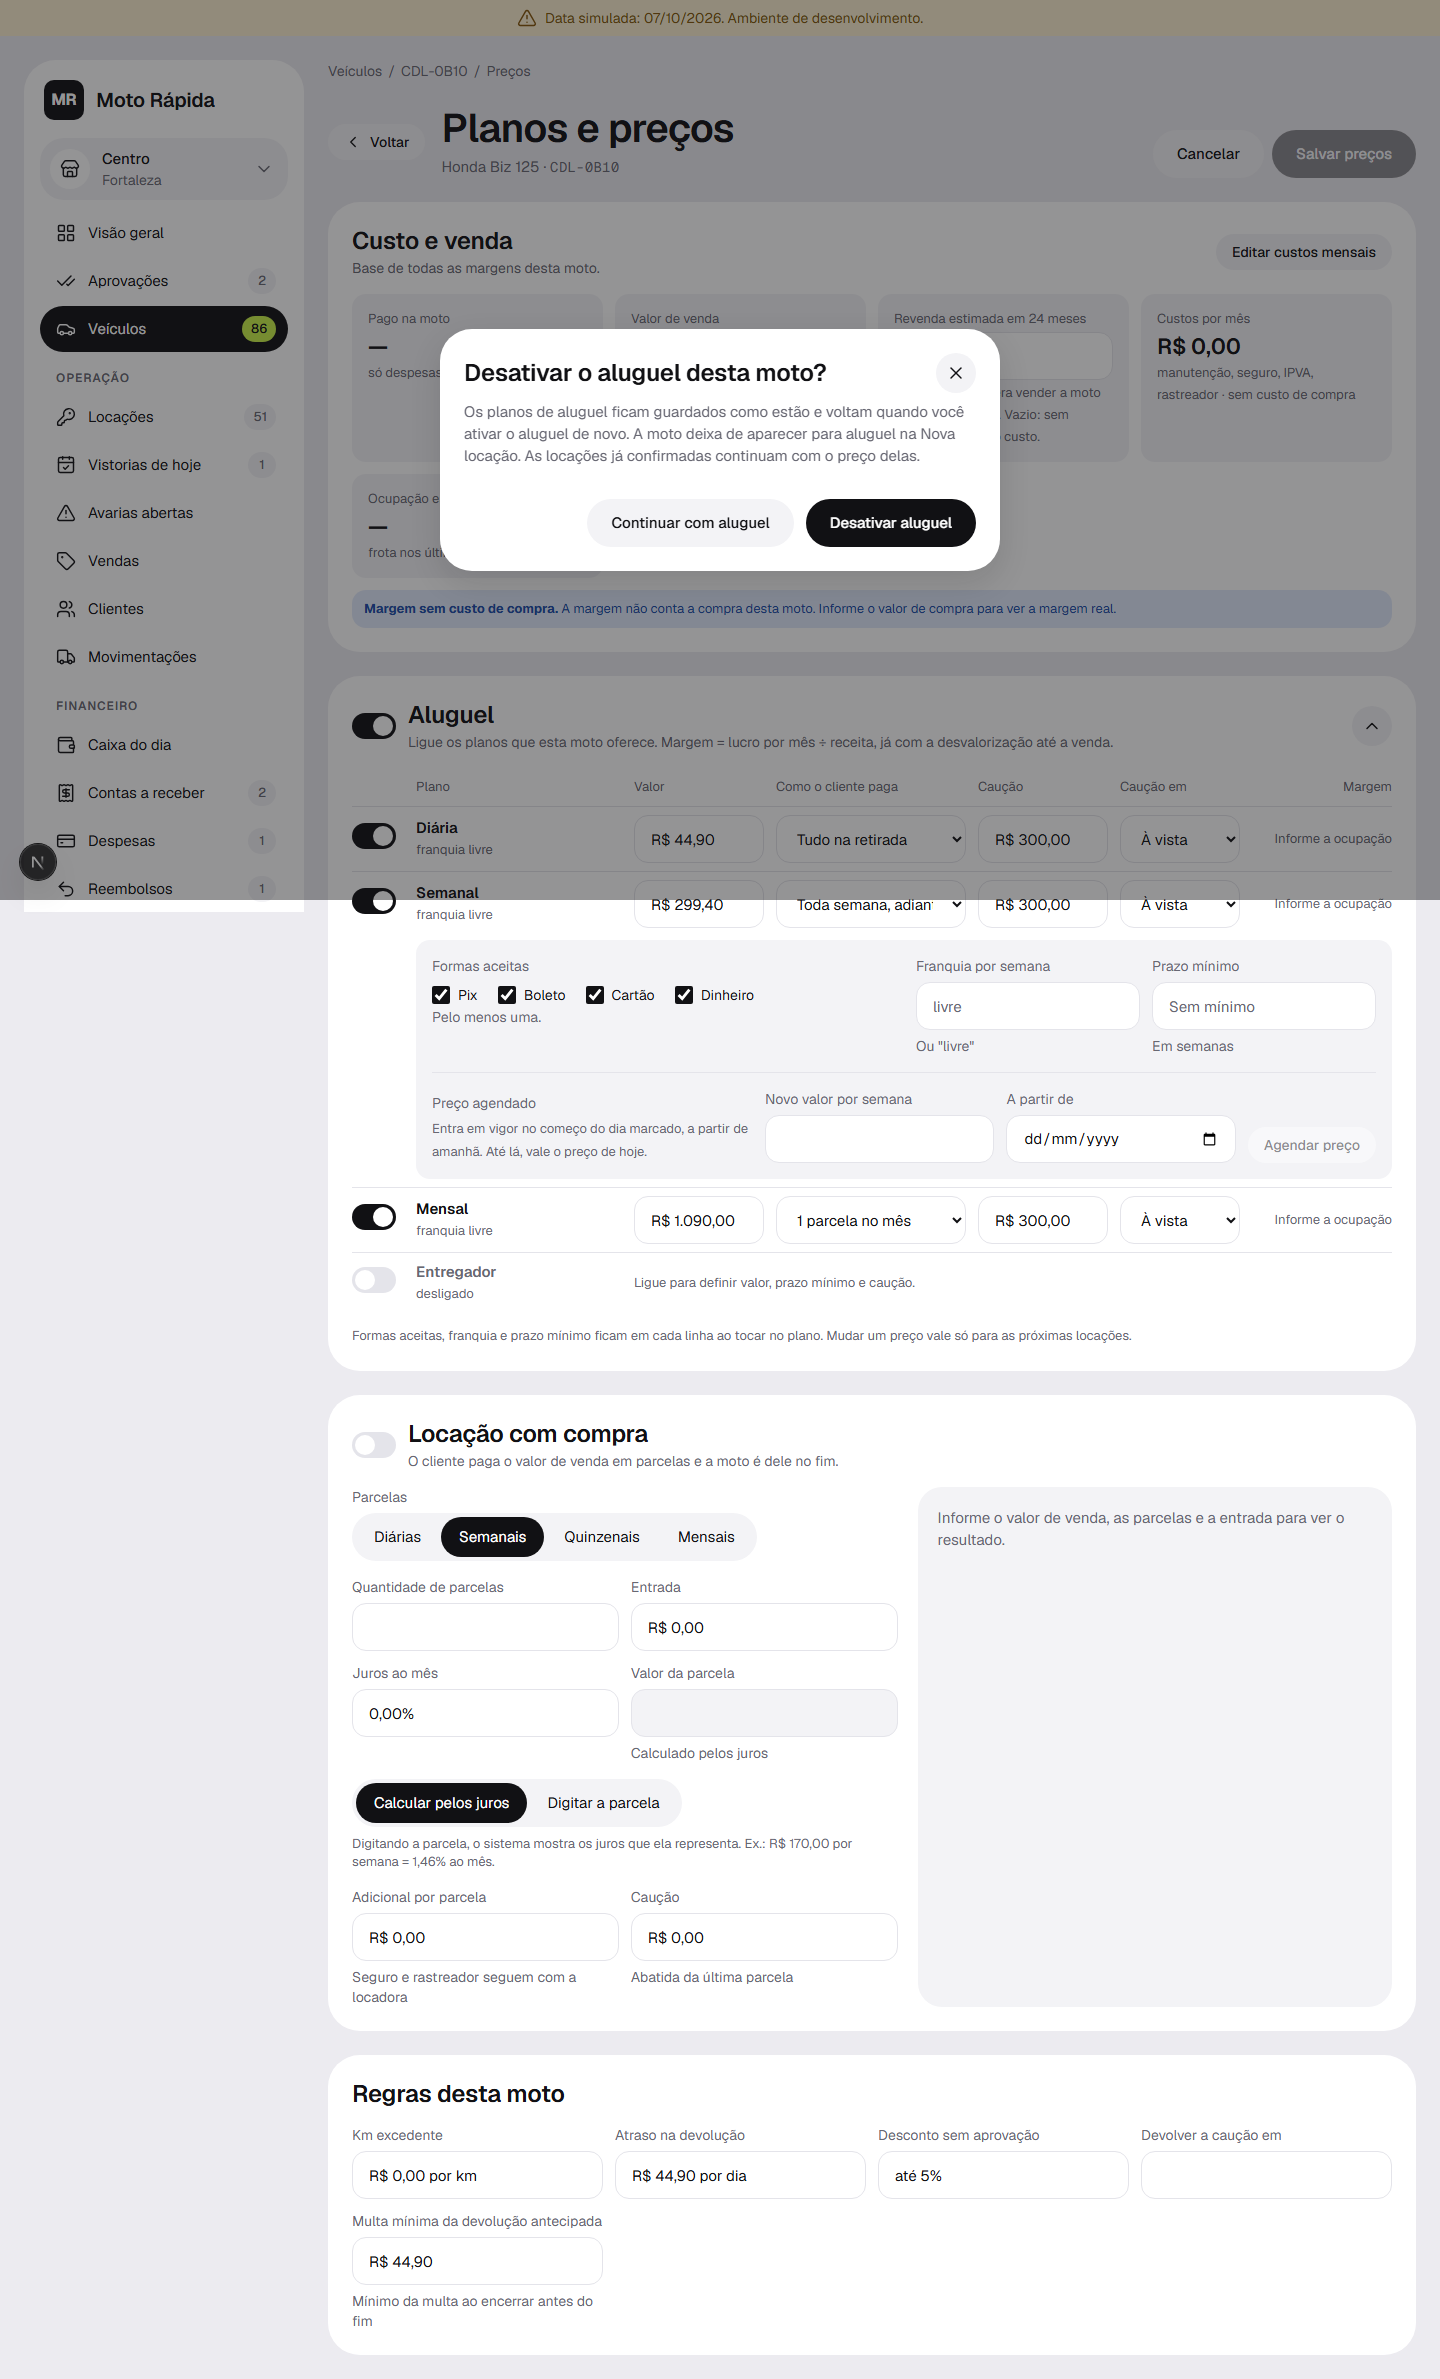 Data simulada: 07/10/2026. Ambiente de desenvolvimento.
MR Moto Rápida
Centro
Fortaleza
Visão geral
Aprovações 2
Veículos 86
OPERAÇÃO
Locações 51
Vistorias de hoje 1
Avarias abertas
Vendas
Clientes
Movimentações
FINANCEIRO
Caixa do dia
Contas a receber 2
Despesas 1
N
Reembolsos 1
Veículos / CDL-0B10 / Preços
Voltar
Planos e preços
Honda Biz 125 · CDL-0B10
Cancelar
Salvar preços
Custo e venda
Base de todas as margens desta moto.
Editar custos mensais
Pago na moto
—
só despesas
Valor de venda
Revenda estimada em 24 meses
ra vender a moto
Vazio: sem
custo.
Custos por mês
R$ 0,00
manutenção, seguro, IPVA,
rastreador · sem custo de compra
Ocupação e
—
frota nos últi
Margem sem custo de compra. A margem não conta a compra desta moto. Informe o valor de compra para ver a margem real.
Desativar o aluguel desta moto?
Os planos de aluguel ficam guardados como estão e voltam quando você
ativar o aluguel de novo. A moto deixa de aparecer para aluguel na Nova
locação. As locações já confirmadas continuam com o preço delas.
Continuar com aluguel
Desativar aluguel
Aluguel
Ligue os planos que esta moto oferece. Margem = lucro por mês ÷ receita, já com a desvalorização até a venda.
Plano Valor Como o cliente paga Caução Caução em Margem
Diária
franquia livre
R$ 44,90 Tudo na retirada R$ 300,00 À vista Informe a ocupação
Semanal
franquia livre
R$ 299,40 Toda semana, adian R$ 300,00 À vista Informe a ocupação
Formas aceitas
Pix Boleto Cartão Dinheiro
Pelo menos uma.
Franquia por semana
livre
Ou "livre"
Prazo mínimo
Sem mínimo
Em semanas
Preço agendado
Entra em vigor no começo do dia marcado, a partir de
amanhã. Até lá, vale o preço de hoje.
Novo valor por semana
A partir de
dd/mm/yyyy
Agendar preço
Mensal
franquia livre
R$ 1.090,00 1 parcela no mês R$ 300,00 À vista Informe a ocupação
Entregador
desligado
Ligue para definir valor, prazo mínimo e caução.
Formas aceitas, franquia e prazo mínimo ficam em cada linha ao tocar no plano. Mudar um preço vale só para as próximas locações.
Locação com compra
O cliente paga o valor de venda em parcelas e a moto é dele no fim.
Parcelas
Diárias Semanais Quinzenais Mensais
Quantidade de parcelas
Entrada
R$ 0,00
Juros ao mês
0,00%
Valor da parcela
Calculado pelos juros
Calcular pelos juros Digitar a parcela
Digitando a parcela, o sistema mostra os juros que ela representa. Ex.: R$ 170,00 por
semana = 1,46% ao mês.
Adicional por parcela
R$ 0,00
Seguro e rastreador seguem com a
locadora
Caução
R$ 0,00
Abatida da última parcela
Informe o valor de venda, as parcelas e a entrada para ver o
resultado.
Regras desta moto
Km excedente
R$ 0,00 por km
Atraso na devolução
R$ 44,90 por dia
Desconto sem aprovação
até 5%
Devolver a caução em
Multa mínima da devolução antecipada
R$ 44,90
Mínimo da multa ao encerrar antes do
fim